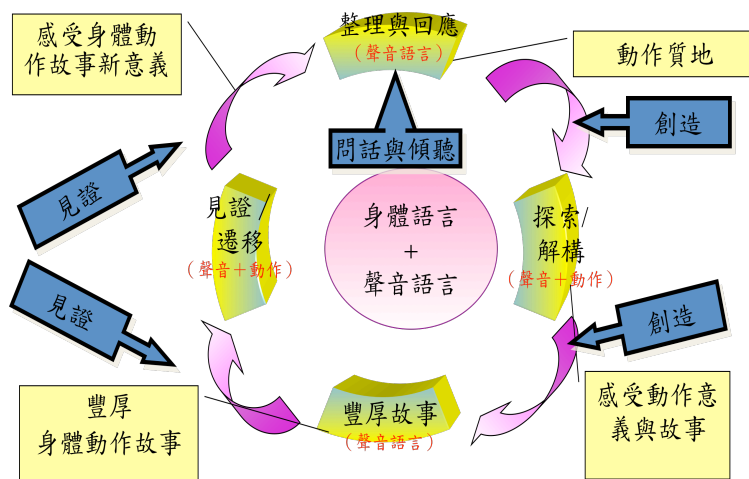 感受身體動
作故事新意義
整理與回應
（聲音語言）
動作質地
創造
問話與傾聽
見證
見證 /
遷移
（聲音＋動作）
身體語言
+
聲音語言
探索/
解構
（聲音＋動作）
見證
創造
豐厚
身體動作故事
豐厚故事
（聲音語言）
感受動作意
義與故事